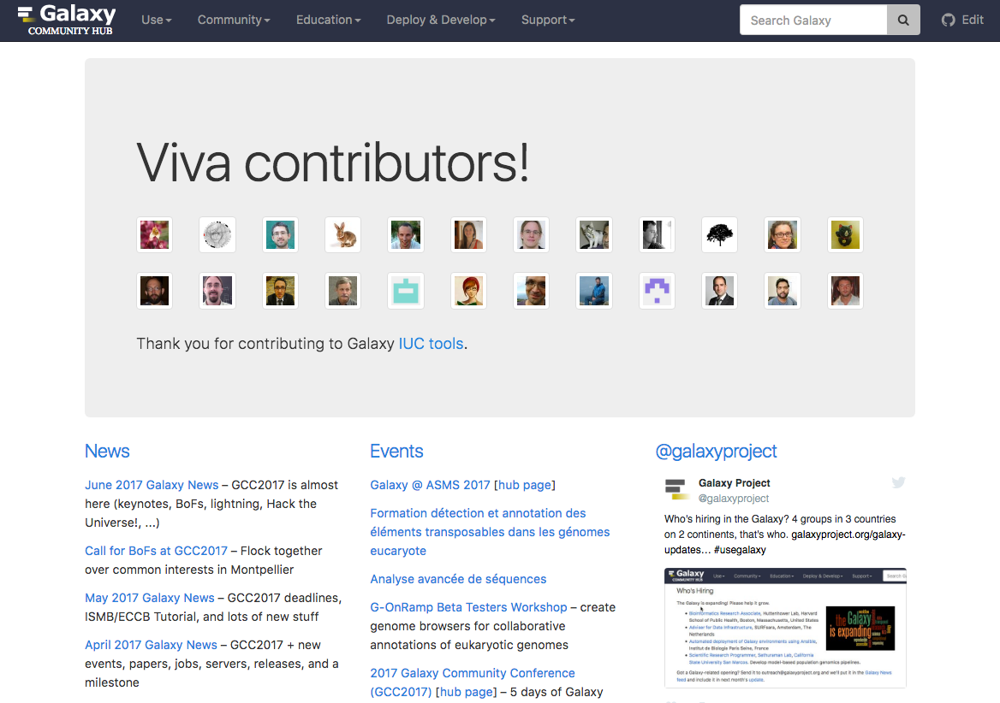 Galaxy
COMMUNITY HUB
Use
Community
Education
Deploy & Develop
Support
Search Galaxy
Edit
Viva contributors!
Thank you for contributing to Galaxy IUC tools.
News
June 2017 Galaxy News – GCC2017 is almost
here (keynotes, BoFs, lightning, Hack the
Universe!, ...)
Call for BoFs at GCC2017 – Flock together
over common interests in Montpellier
May 2017 Galaxy News – GCC2017 deadlines,
ISMB/ECCB Tutorial, and lots of new stuff
April 2017 Galaxy News – GCC2017 + new
events, papers, jobs, servers, releases, and a
milestone
Events
Galaxy @ ASMS 2017 [hub page]
Formation détection et annotation des
éléments transposables dans les génomes
eucaryote
Analyse avancée de séquences
G-OnRamp Beta Testers Workshop – create
genome browsers for collaborative
annotations of eukaryotic genomes
2017 Galaxy Community Conference
(GCC2017) [hub page] – 5 days of Galaxy
@galaxyproject
Galaxy Project
@galaxyproject
Who's hiring in the Galaxy? 4 groups in 3 countries
on 2 continents, that's who. galaxyproject.org/galaxy-
updates… #usegalaxy
Galaxy
COMMUNITY HUB
Use
Community
Education
Deploy & Develop
Support
Search G
Who's Hiring
The Galaxy is expanding! Please help it grow.
Bioinformatics Research Associate, Huttenhower Lab, Harvard
School of Public Health, Boston, Massachusetts, United States
Adviser for Data Infrastructure, SURFsara, Amsterdam, The
Netherlands
Automated deployment of Galaxy environments using Ansible,
Institut de Biologie Paris Seine, France
Scientific Research Programmer, Sethuraman Lab, California
State University San Marcos. Develop model-based population genomics pipelines.
the Galaxy
is expanding
Got a Galaxy-related opening? Send it to outreach@galaxyproject.org and we'll put it in the Galaxy News
feed and include it in next month's update.